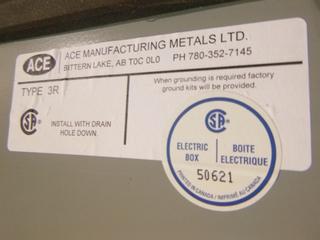 ACE
ACE MANUFACTURING METALS LTD.
BITTERN LAKE, AB T0C 0L0 PH 780-352-7145
TYPE 3R
When grounding is required factory
ground kits will be provided.
INSTALL WITH DRAIN
HOLE DOWN.
ELECTRIC
BOX
BOITE
ELECTRIQUE
50621
PRINTED IN CANADA / IMPRIMÉ AU CANADA